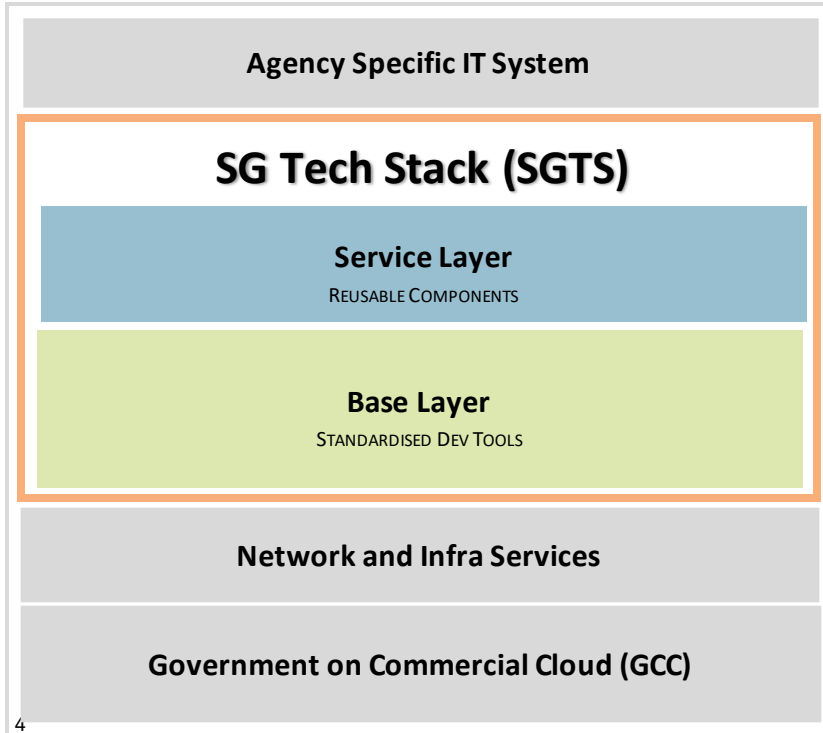 Agency Specific IT System
SG Tech Stack (SGTS)
Service Layer
REUSABLE COMPONENTS
Base Layer
STANDARDISED DEV TOOLS
Network and Infra Services
Government on Commercial Cloud (GCC)
4